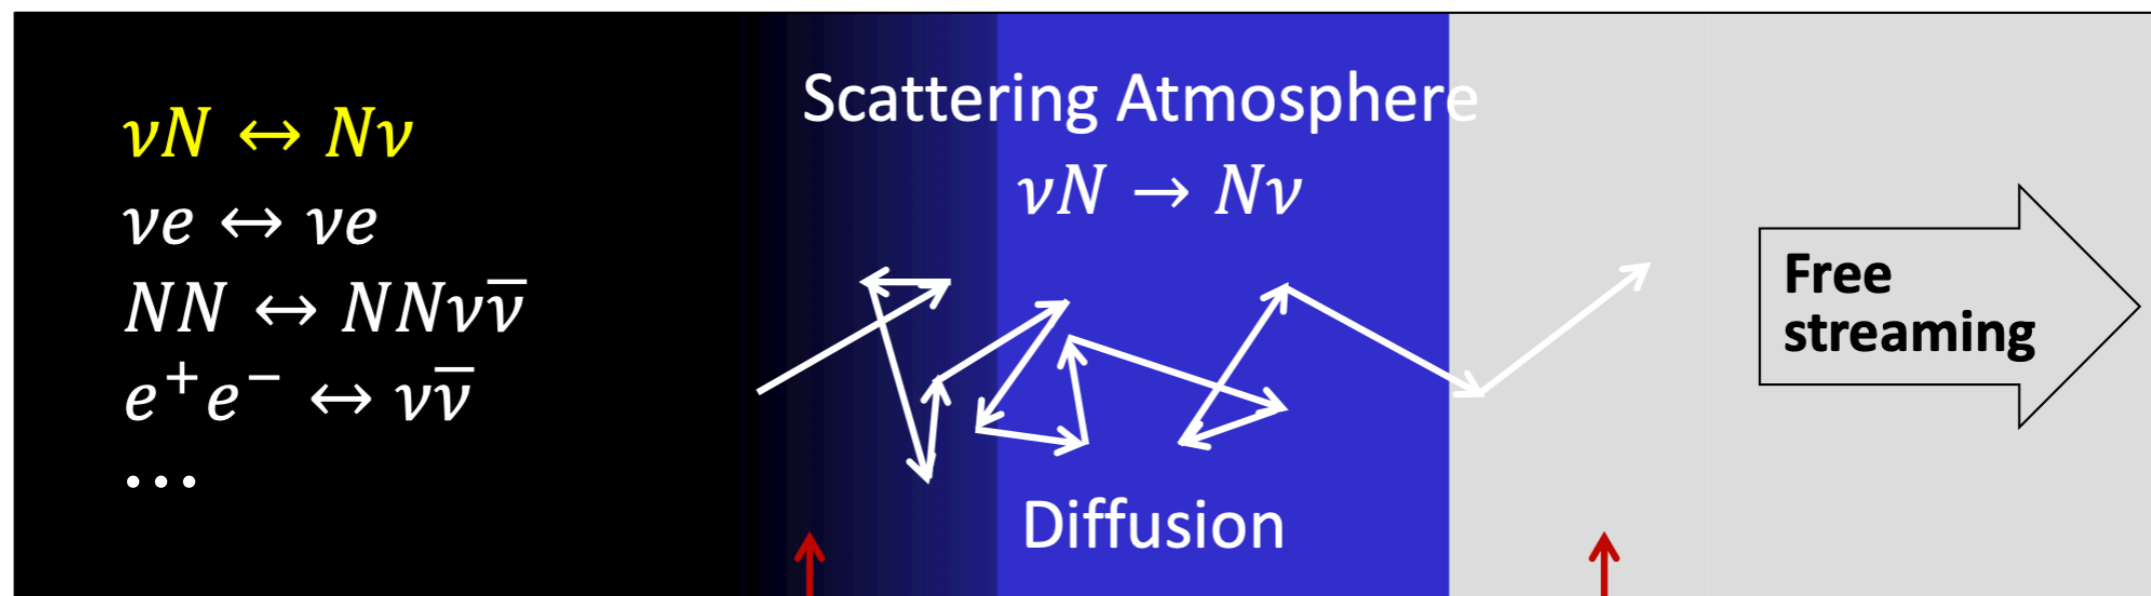 νN ↔ Nν
νe ↔ νe
NN ↔ NNνν̅
e⁺e⁻ ↔ νν̅
...
Scattering Atmosphere
νN → Nν
Diffusion
Free
streaming